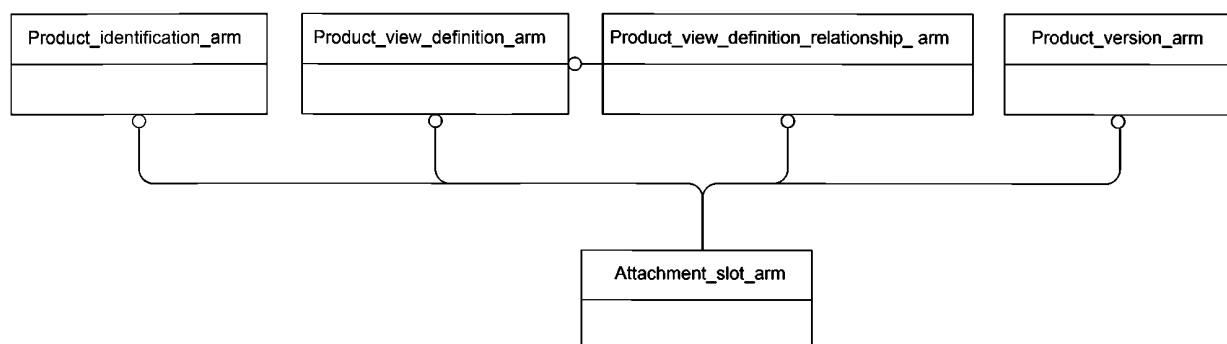 Product_identification_arm
Product_view_definition_arm
Product_view_definition_relationship_ arm
Product_version_arm
Attachment_slot_arm